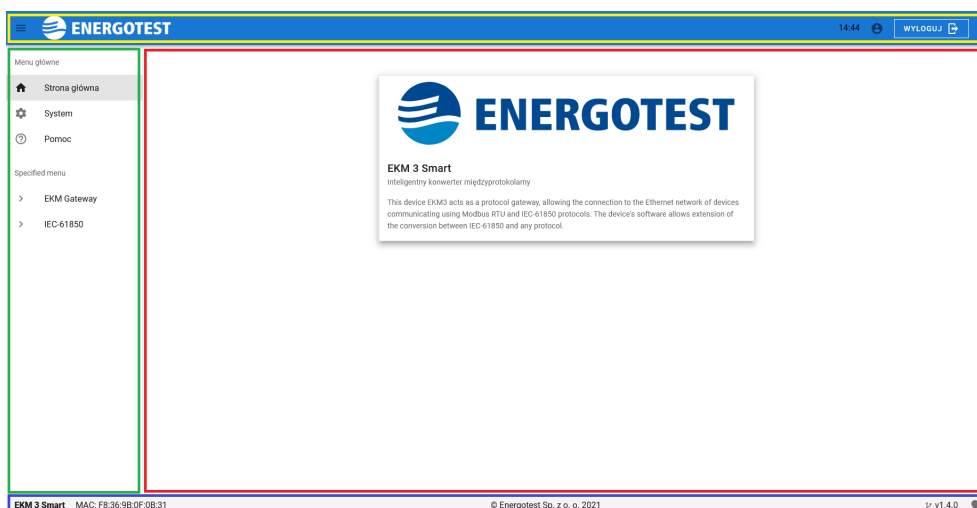 ENERGOTEST
14:44
WYLOGUJ
Menu główne
Strona główna
System
Pomoc
Specified menu
EKM Gateway
IEC-61850
ENERGOTEST
EKM 3 Smart
Inteligentny konwerter międzyprotokolarny
This device EKM3 acts as a protocol gateway, allowing the connection to the Ethernet network of devices
communicating using Modbus RTU and IEC-61850 protocols. The device's software allows extension of
the conversion between IEC-61850 and any protocol.
EKM 3 Smart MAC: F8:36:9B:0F:0B:31
© Energotest Sp. z o. o. 2021
v1.4.0